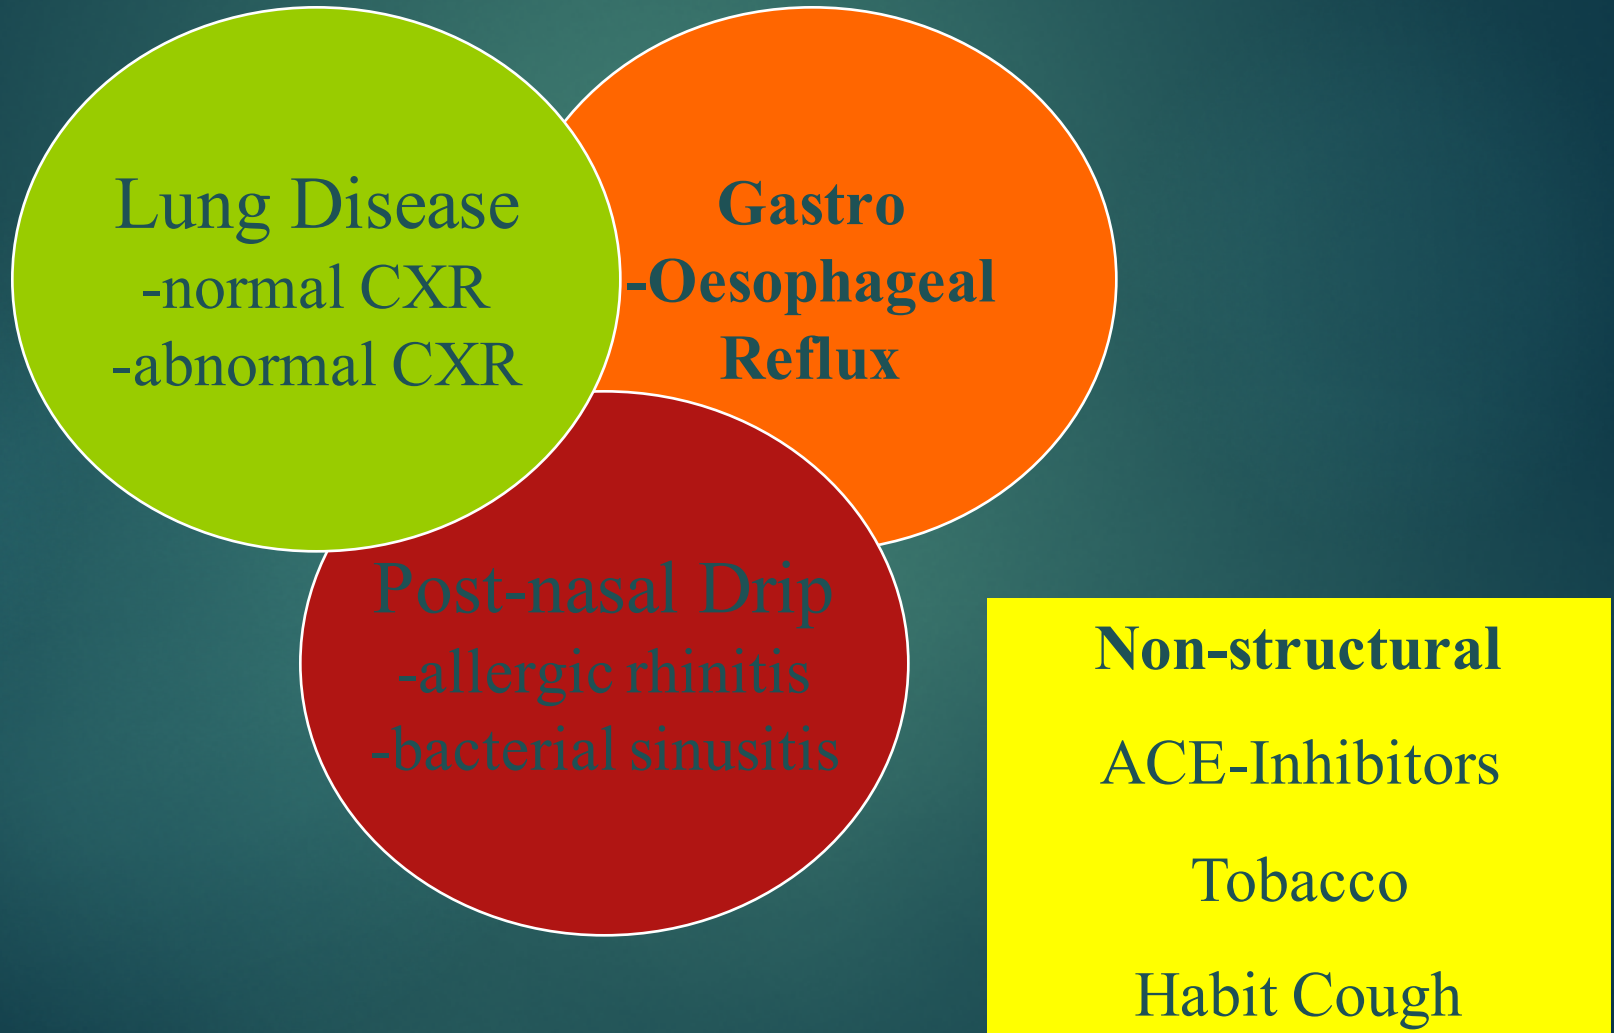 Lung Disease
-normal CXR
-abnormal CXR
Gastro
-Oesophageal
Reflux
Post-nasal Drip
-allergic rhinitis
-bacterial sinusitis
Non-structural
ACE-Inhibitors
Tobacco
Habit Cough